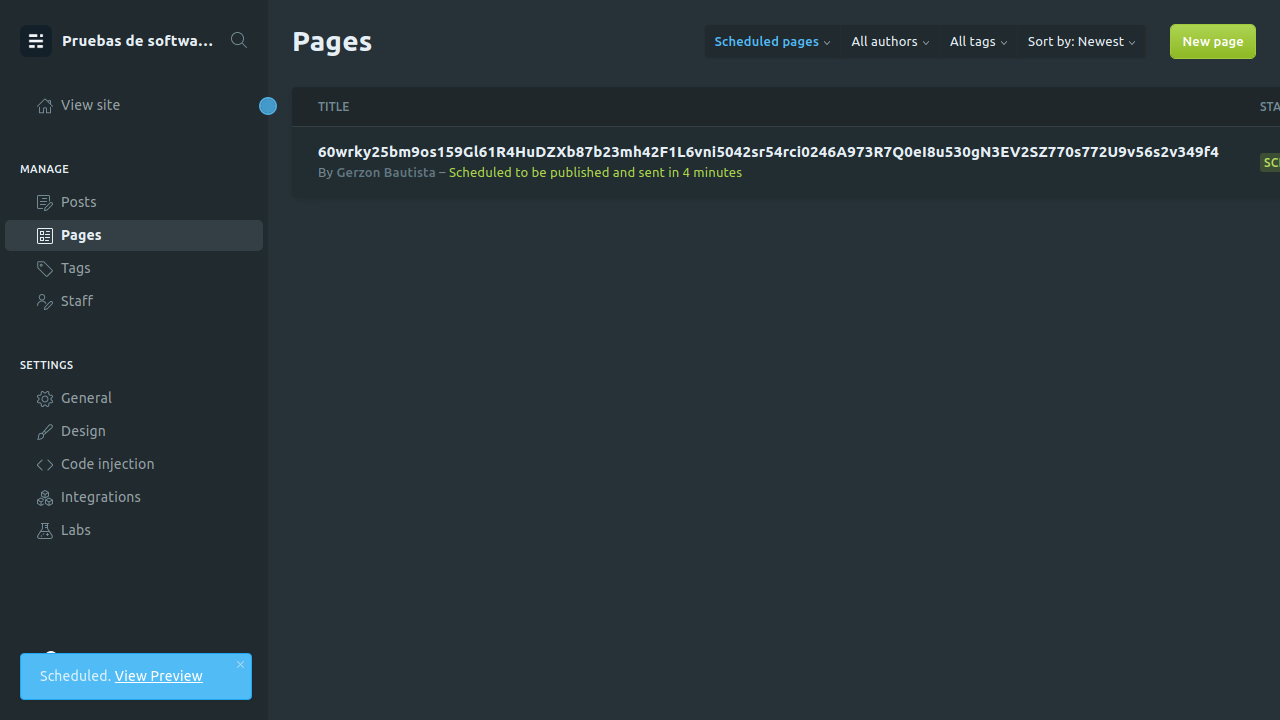 Pruebas de softwa...
View site
MANAGE
Posts
Pages
Tags
Staff
SETTINGS
General
Design
Code injection
Integrations
Labs
Scheduled. View Preview
Pages
Scheduled pages
All authors
All tags
Sort by: Newest
New page
TITLE
STA
60wrky25bm9os159Gl61R4HuDZXb87b23mh42F1L6vni5042sr54rci0246A973R7Q0eI8u530gN3EV2SZ770s772U9v56s2v349f4
By Gerzon Bautista – Scheduled to be published and sent in 4 minutes
SC